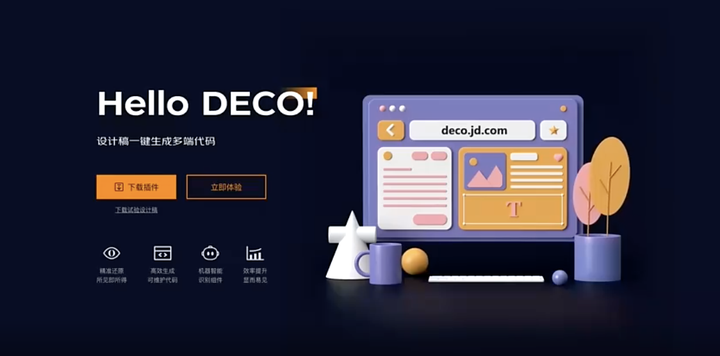 Hello DECO!
设计稿一键生成多端代码
下载插件
立即体验
下载试验设计稿
精准还原
所见即所得
高效生成
可维护代码
机器智能
识别组件
效率提升
显而易见
deco.jd.com
T